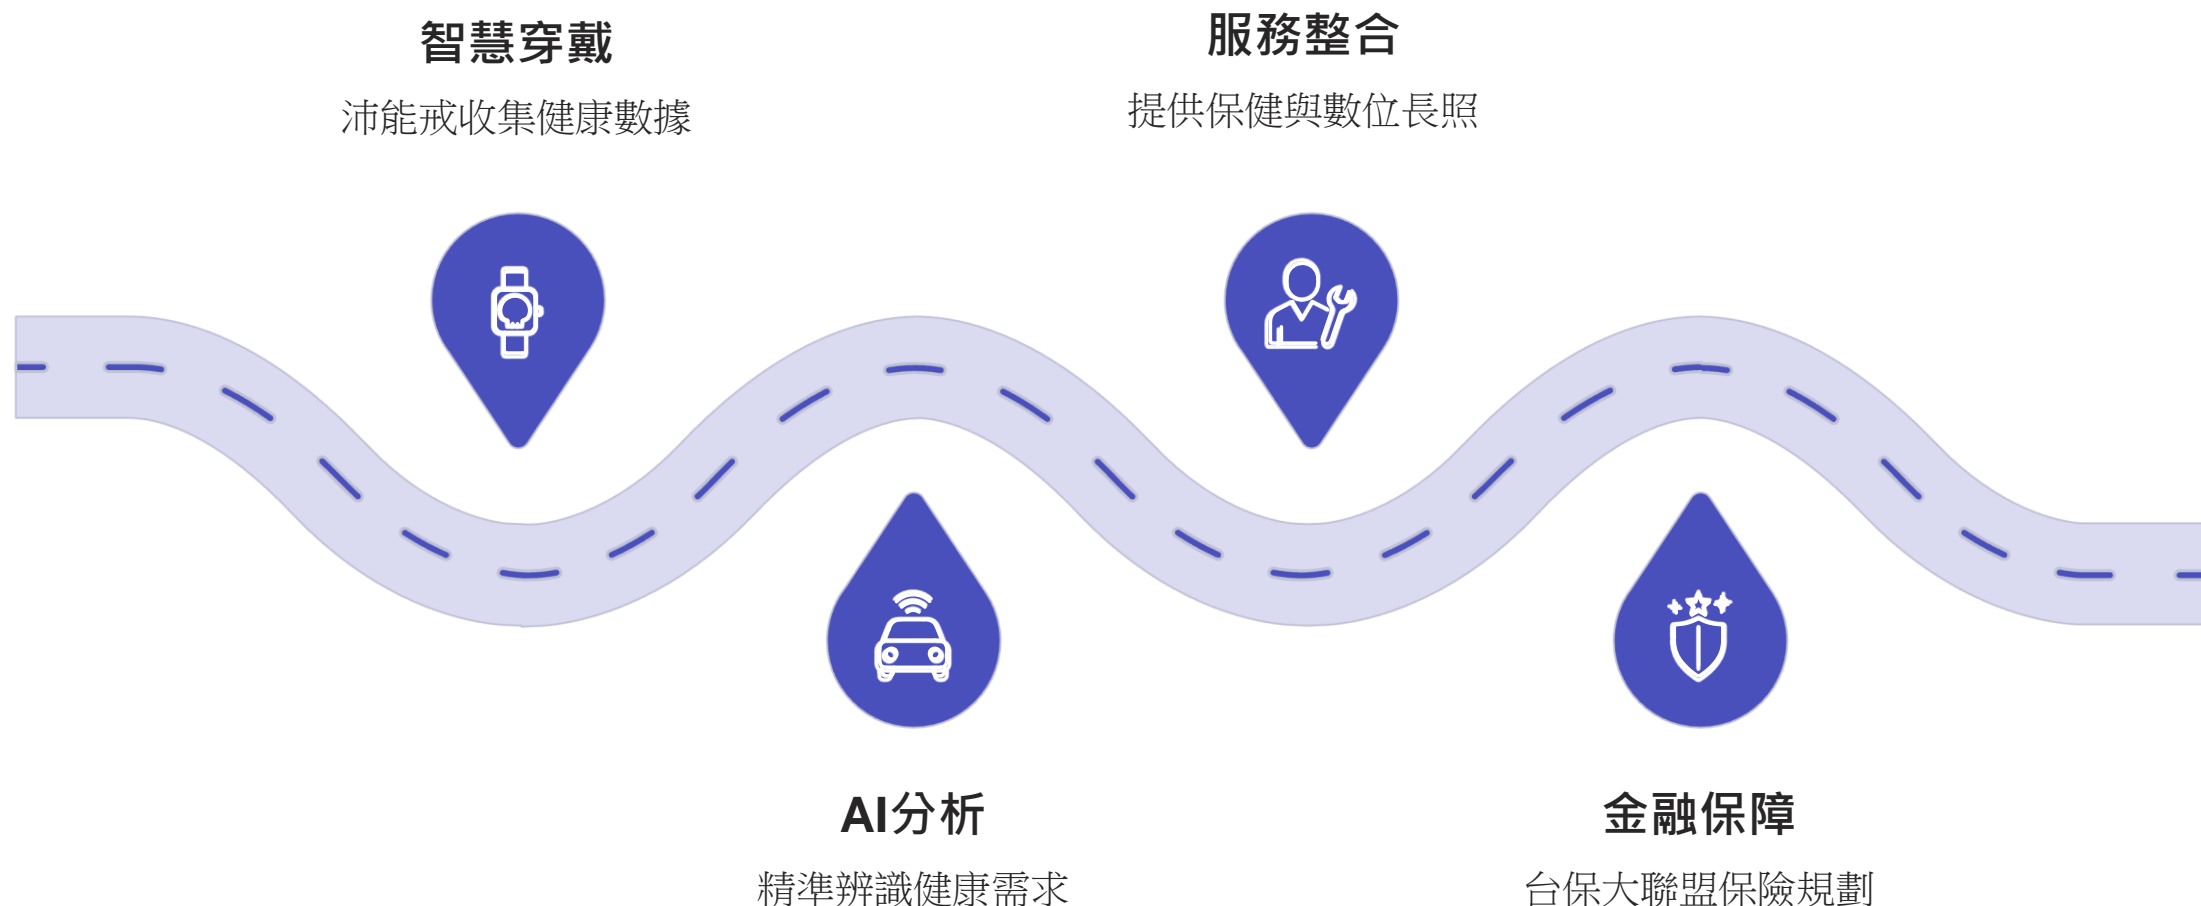 智慧穿戴
沛能戒收集健康數據
服務整合
提供保健與數位長照
AI分析
精準辨識健康需求
金融保障
台保大聯盟保險規劃